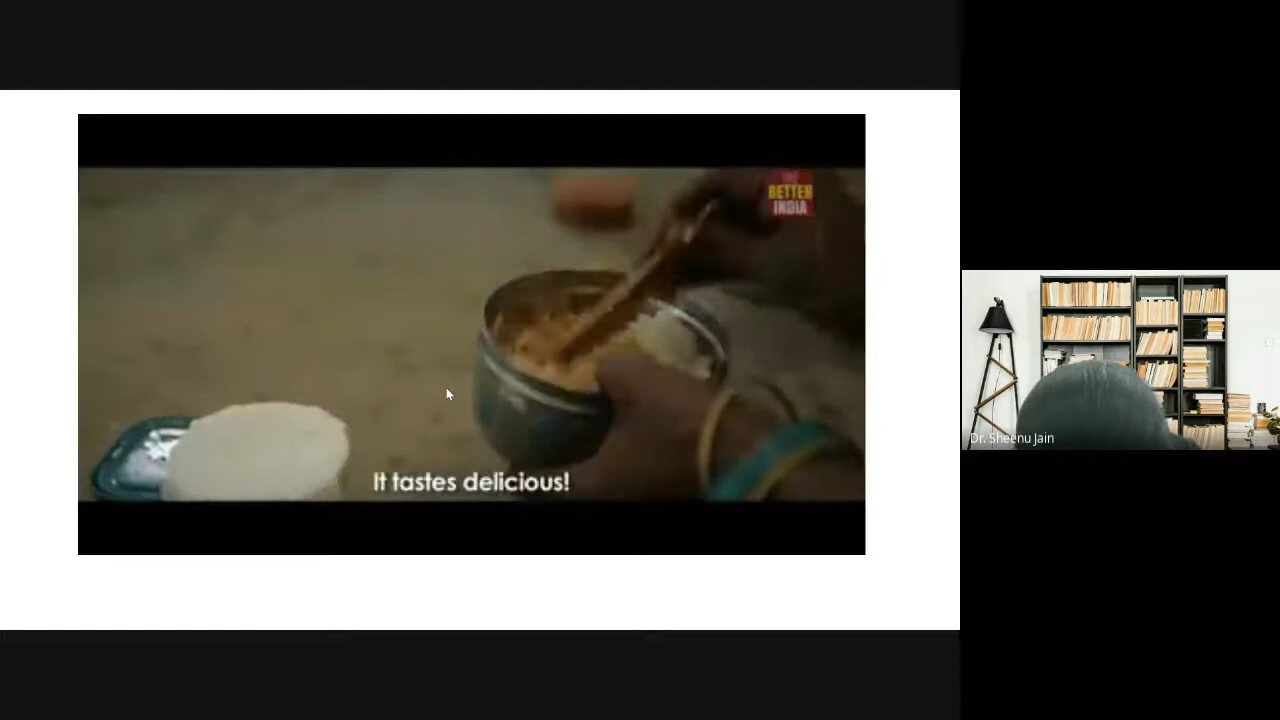 THE
BETTER
INDIA
It tastes delicious!
Dr. Sheenu Jain